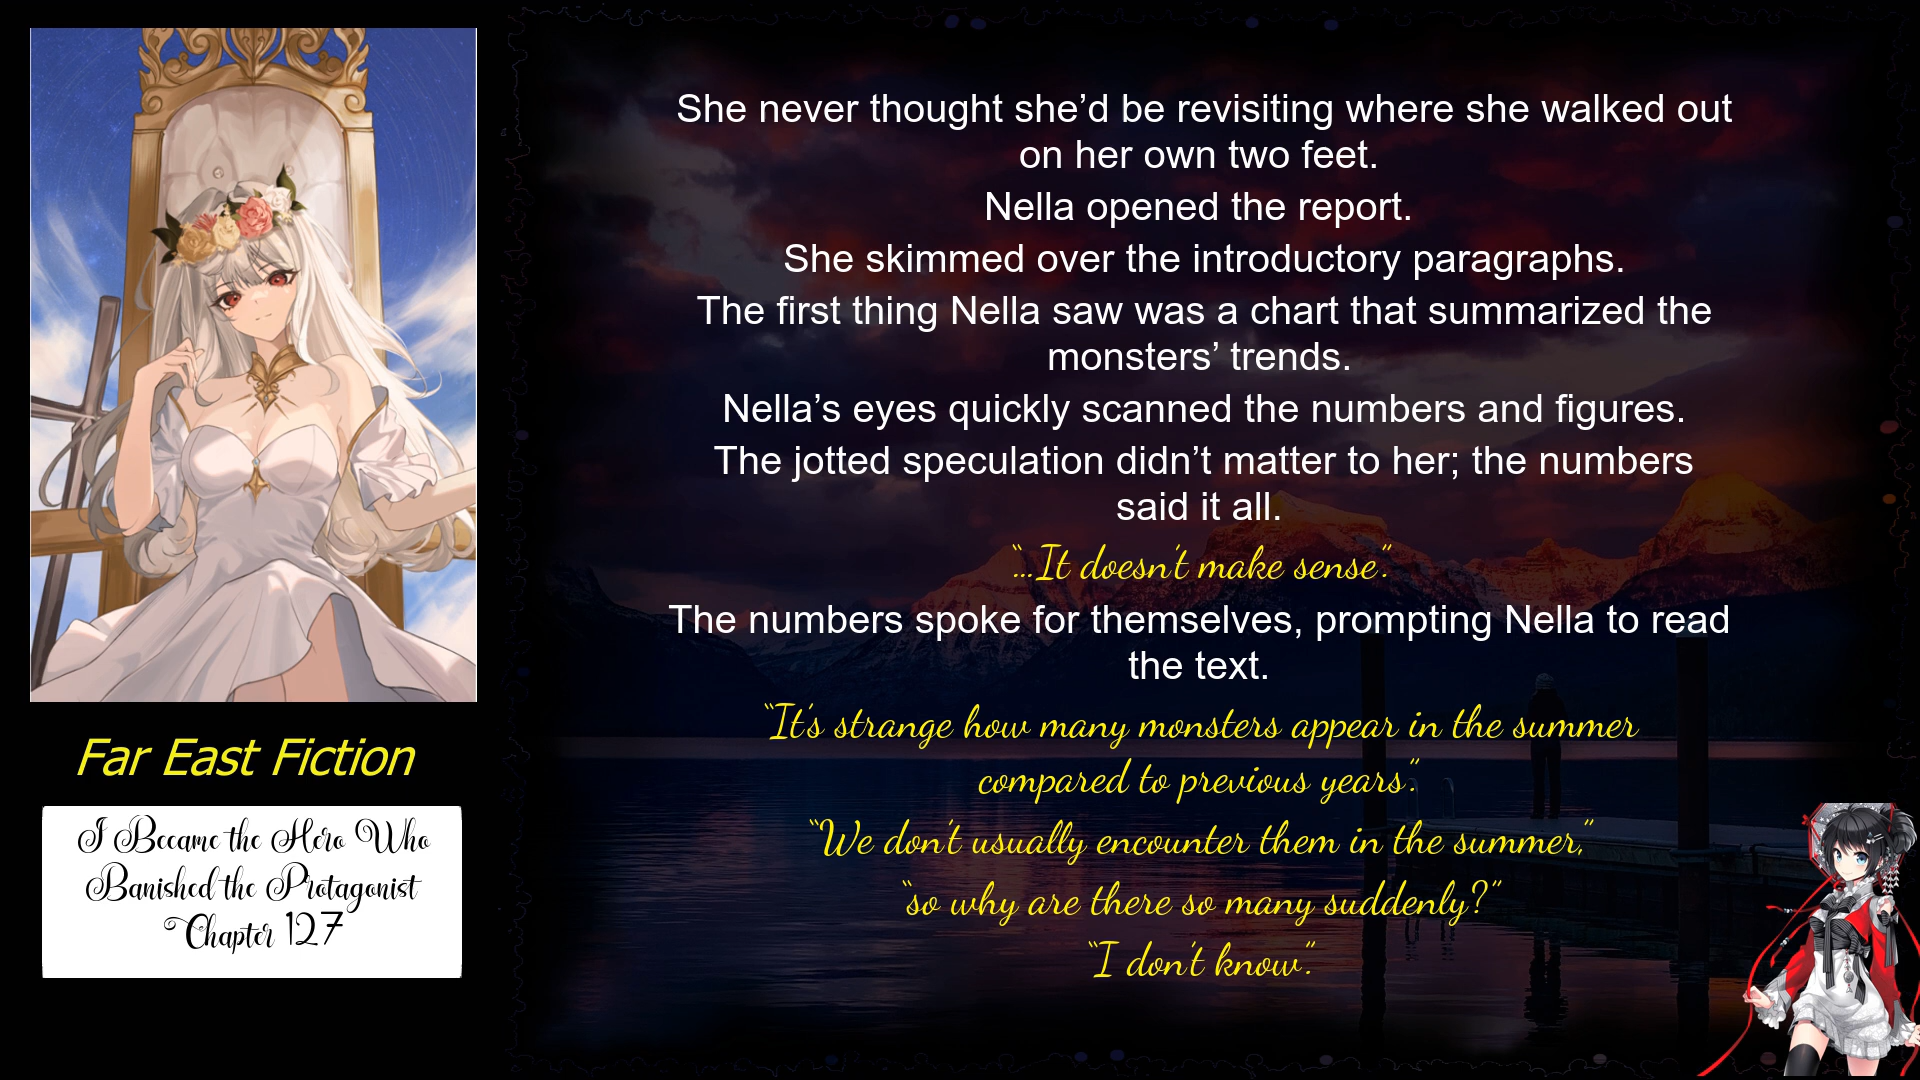 She never thought she’d be revisiting where she walked out
on her own two feet.
Nella opened the report.
She skimmed over the introductory paragraphs.
The first thing Nella saw was a chart that summarized the
monsters’ trends.
Nella’s eyes quickly scanned the numbers and figures.
The jotted speculation didn’t matter to her; the numbers
said it all.
“…It doesn’t make sense”.
The numbers spoke for themselves, prompting Nella to read
the text.
“It’s strange how many monsters appear in the summer
compared to previous years”.
“We don’t usually encounter them in the summer,”
“so why are there so many suddenly?”
“I don’t know”.
Far East Fiction
I Became the Hero Who
Banished the Protagonist
Chapter 127